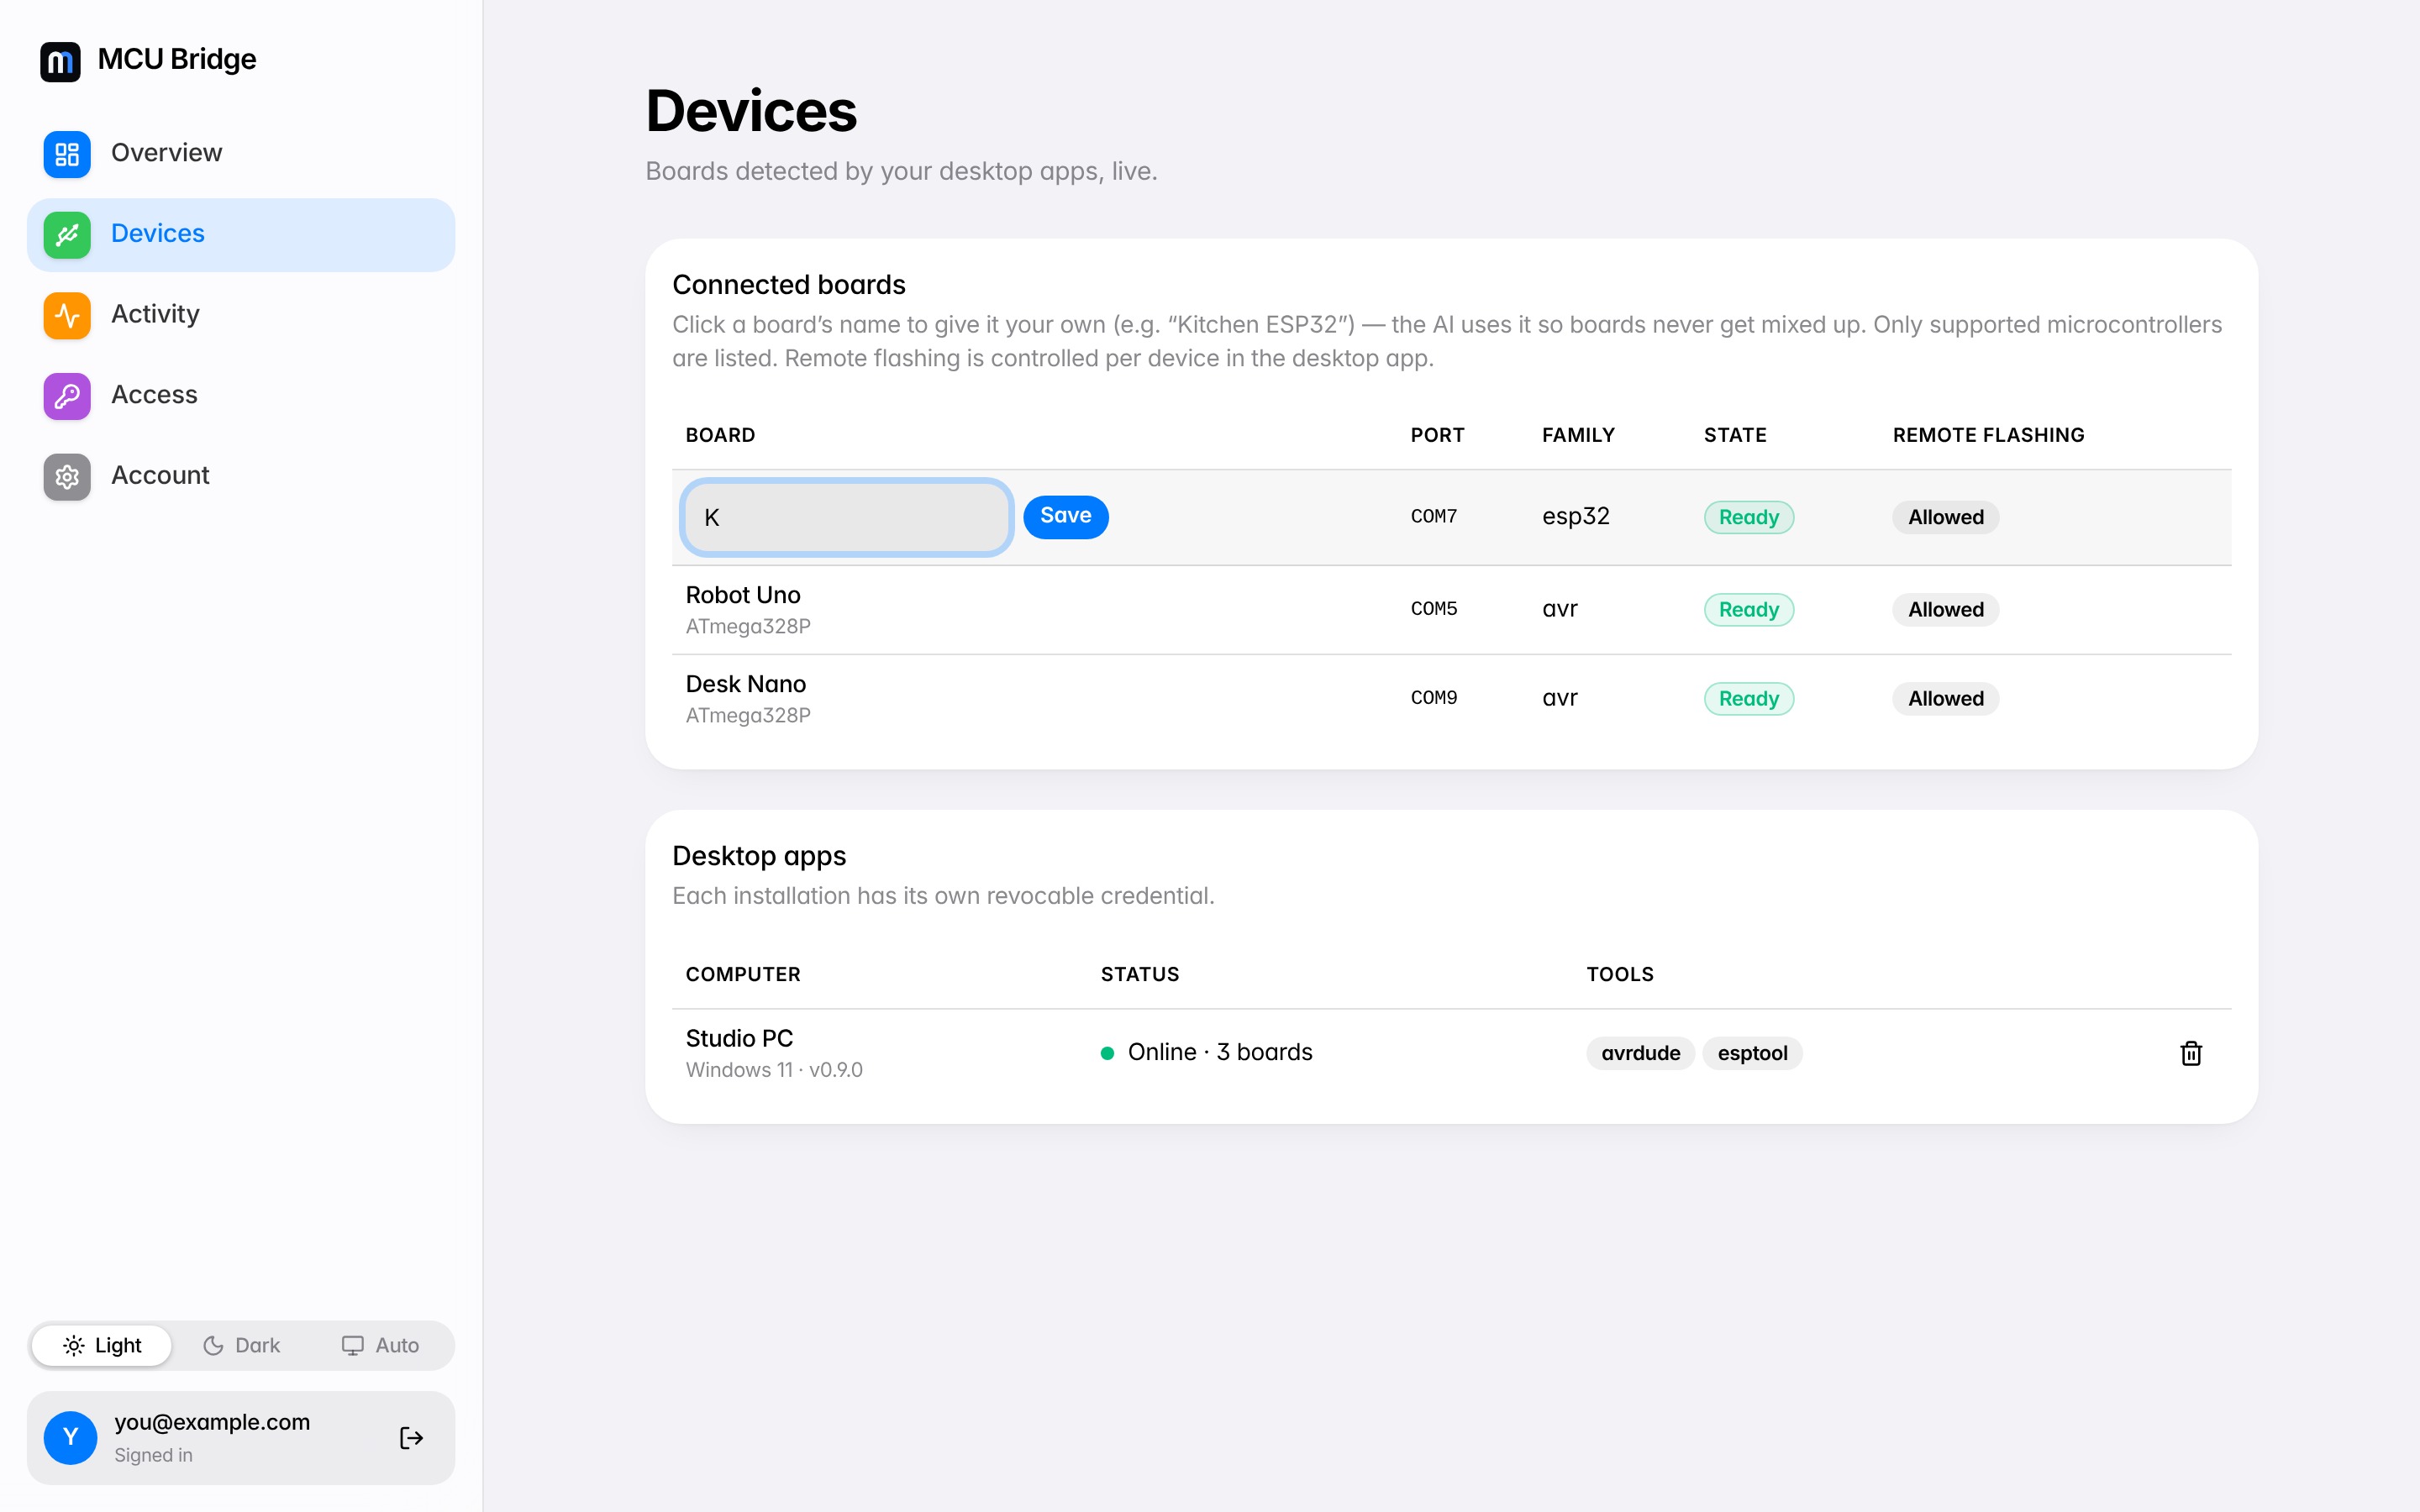 MCU Bridge
Overview
Devices
Activity
Access
Account
Light
Dark
Auto
Y
you@example.com
Signed in
Devices
Boards detected by your desktop apps, live.
Connected boards
Click a board’s name to give it your own (e.g. “Kitchen ESP32”) — the AI uses it so boards never get mixed up. Only supported microcontrollers
are listed. Remote flashing is controlled per device in the desktop app.
BOARD PORT FAMILY STATE REMOTE FLASHING
K Save COM7 esp32 Ready Allowed
Robot Uno
ATmega328P
COM5 avr Ready Allowed
Desk Nano
ATmega328P
COM9 avr Ready Allowed
Desktop apps
Each installation has its own revocable credential.
COMPUTER STATUS TOOLS
Studio PC
Windows 11 · v0.9.0
Online · 3 boards avrdude esptool